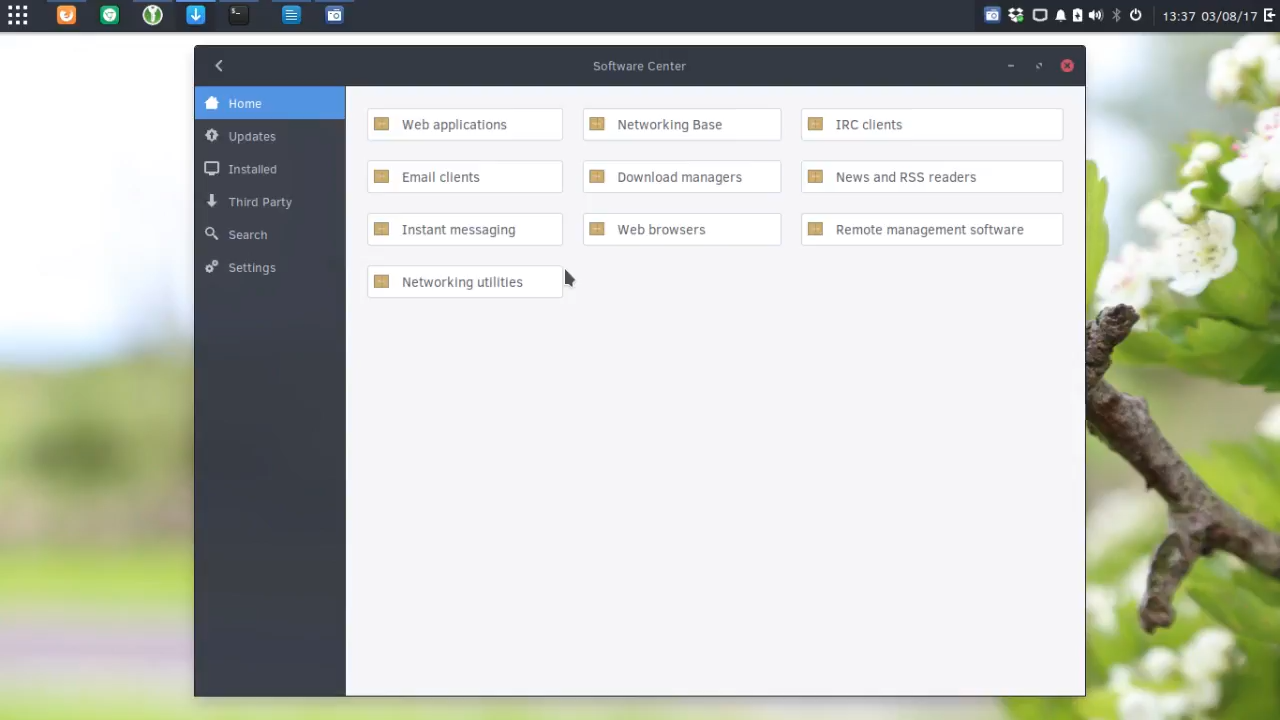 13:37 03/08/17
Software Center
Home
Updates
Installed
Third Party
Search
Settings
Web applications
Networking Base
IRC clients
Email clients
Download managers
News and RSS readers
Instant messaging
Web browsers
Remote management software
Networking utilities